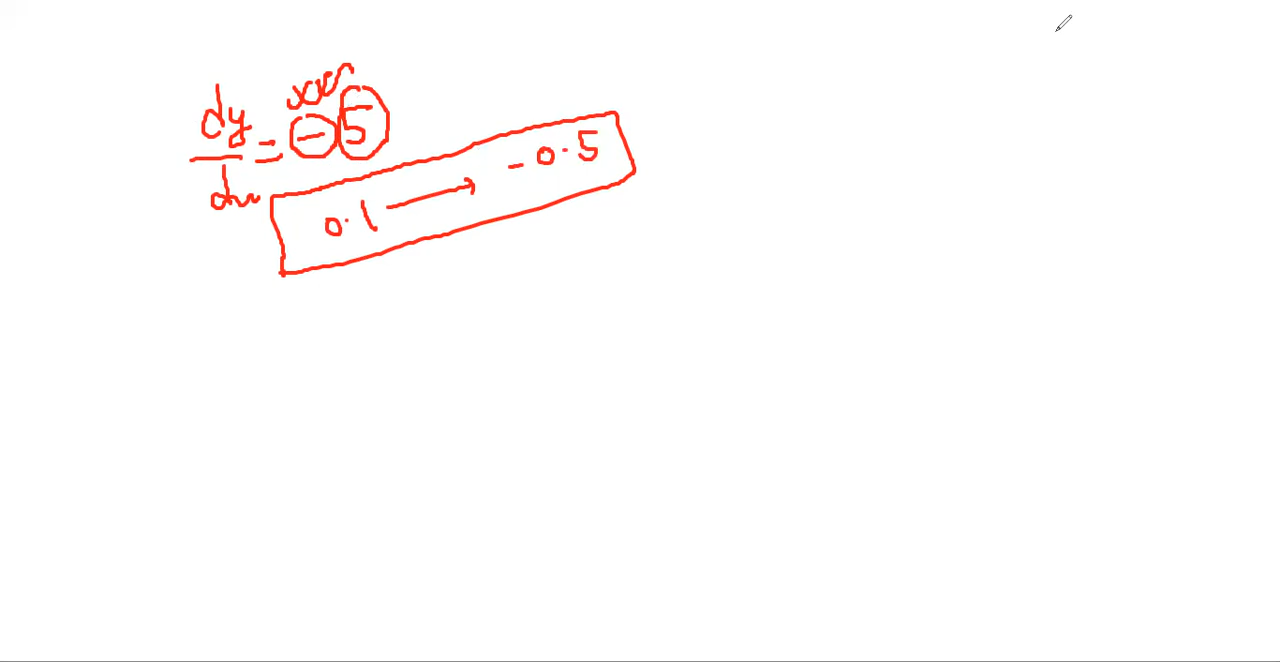 dy/dx = -5
0.1 → -0.5